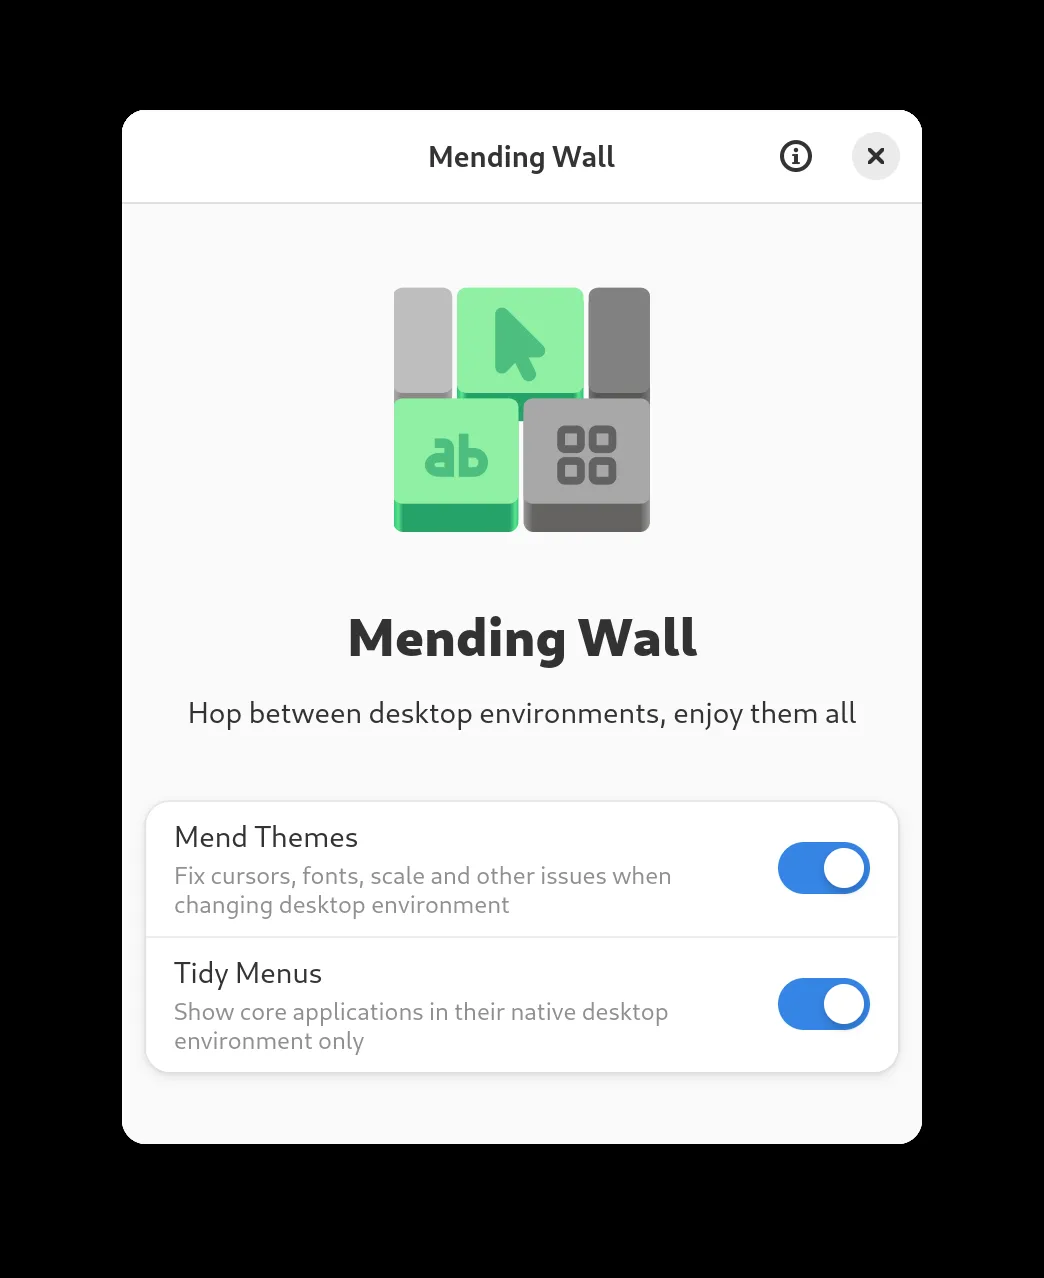 Mending Wall
ab
Mending Wall
Hop between desktop environments, enjoy them all
Mend Themes
Fix cursors, fonts, scale and other issues when
changing desktop environment
Tidy Menus
Show core applications in their native desktop
environment only